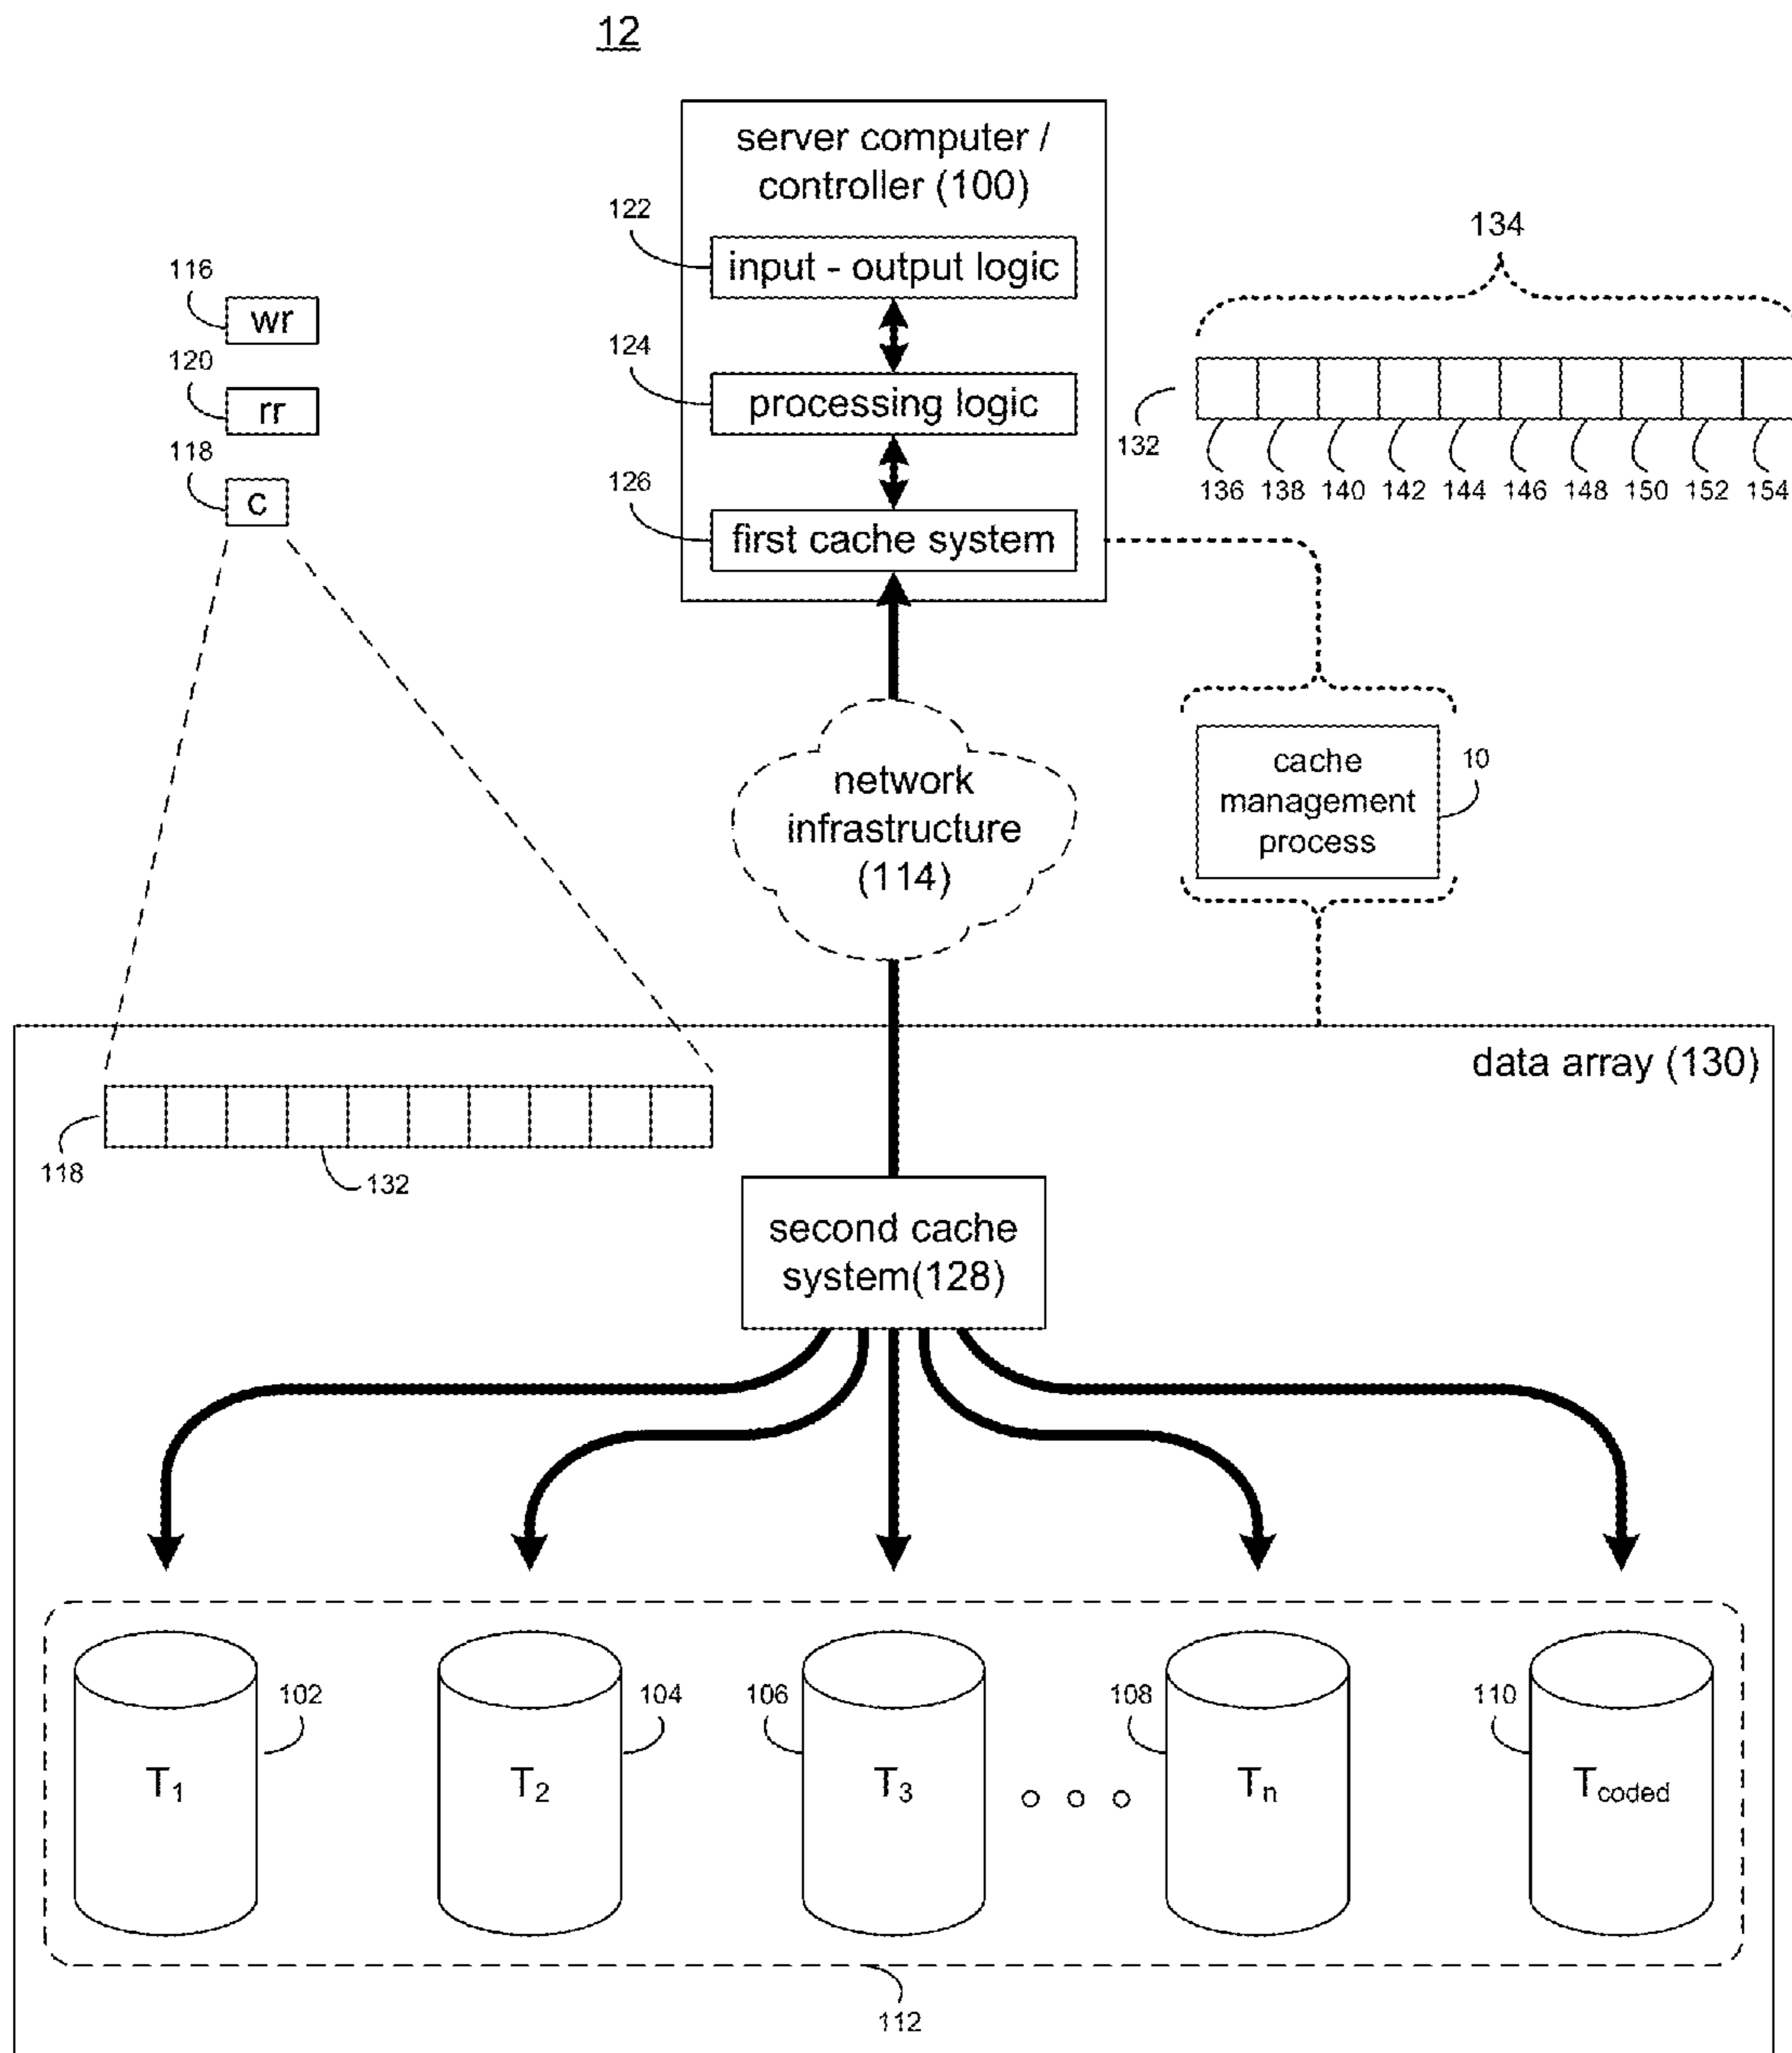 12
server computer /
controller (100)
122
input - output logic
134
116
wr
124
processing logic
120
rr
132
118
c
126
first cache system
136 138 140 142 144 146 148 150 152 154
network
infrastructure
(114)
cache
management
process
10
data array (130)
118
132
second cache
system(128)
102
104
106
108
110
T1
T2
T3
Tn
Tcoded
112